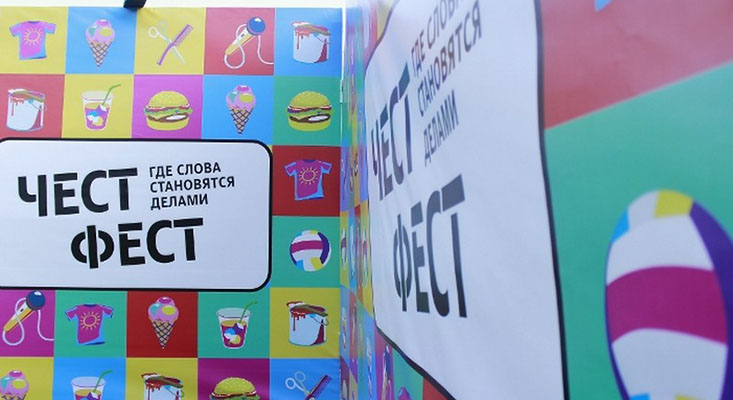 ЧЕСТ
ГДЕ СЛОВА
СТАНОВЯТСЯ
ДЕЛАМИ
ФЕСТ
ЧЕСТ
ГДЕ СЛОВА
СТАНОВЯТСЯ
ДЕЛАМИ
ФЕСТ